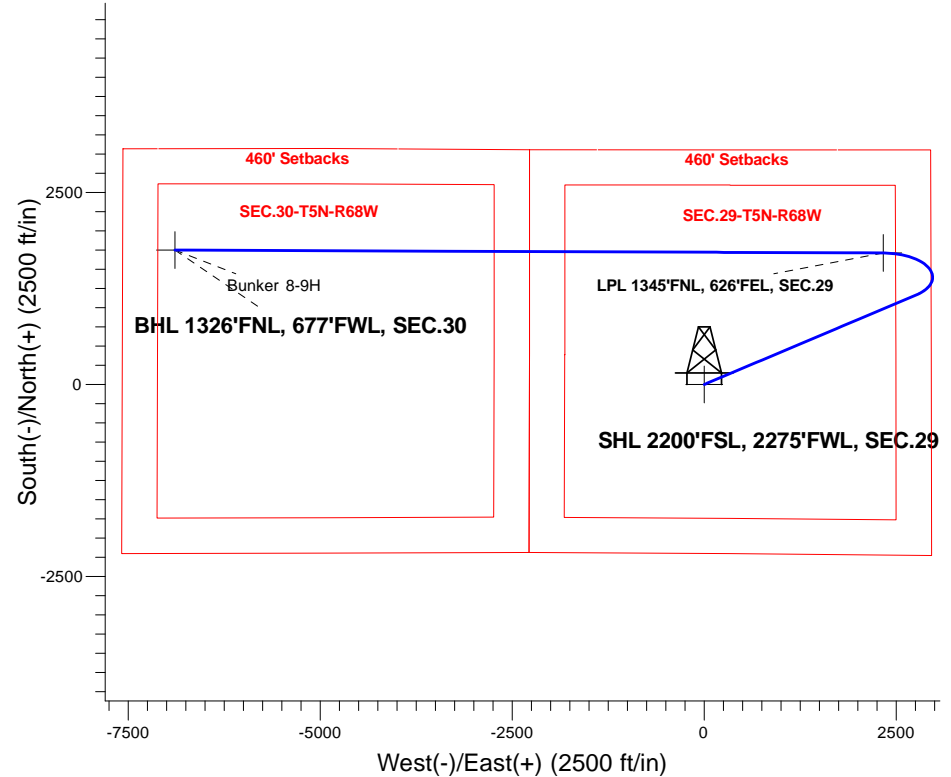 460' Setbacks
460' Setbacks
2500
SEC.30-T5N-R68W
SEC.29-T5N-R68W
Bunker 8-9H
LPL 1345'FNL, 626'FEL, SEC.29
BHL 1326'FNL, 677'FWL, SEC.30
0
SHL 2200'FSL, 2275'FWL, SEC.29
South(-)/North(+) (2500 ft/in)
-2500
-7500
-5000
-2500
0
2500
West(-)/East(+) (2500 ft/in)